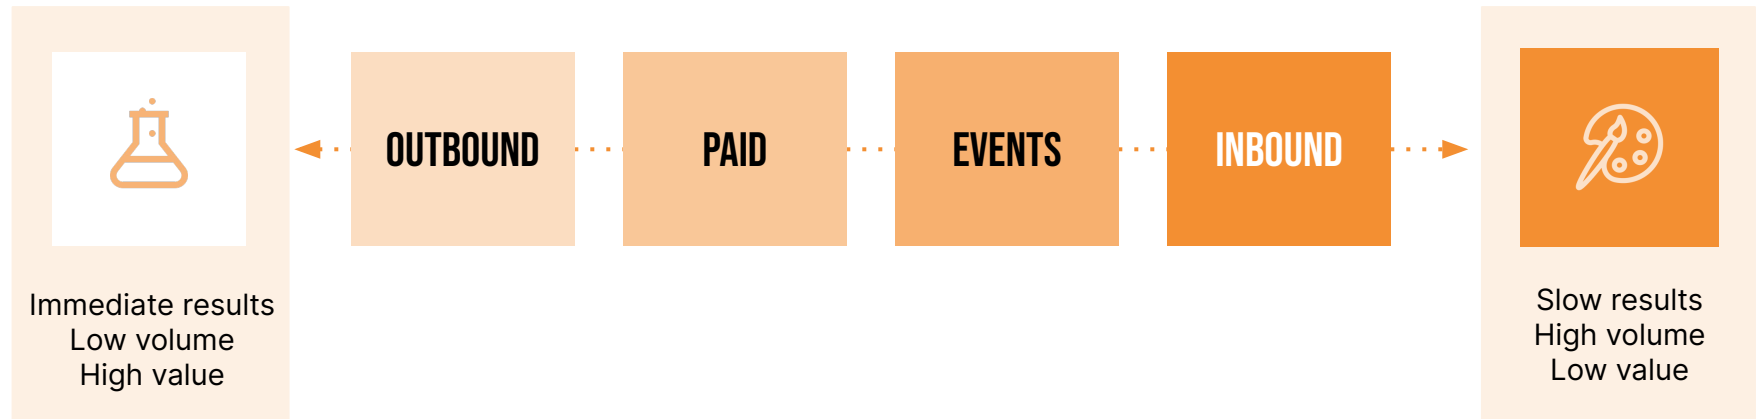 OUTBOUND
PAID
EVENTS
INBOUND
Immediate results
Low volume
High value
Slow results
High volume
Low value